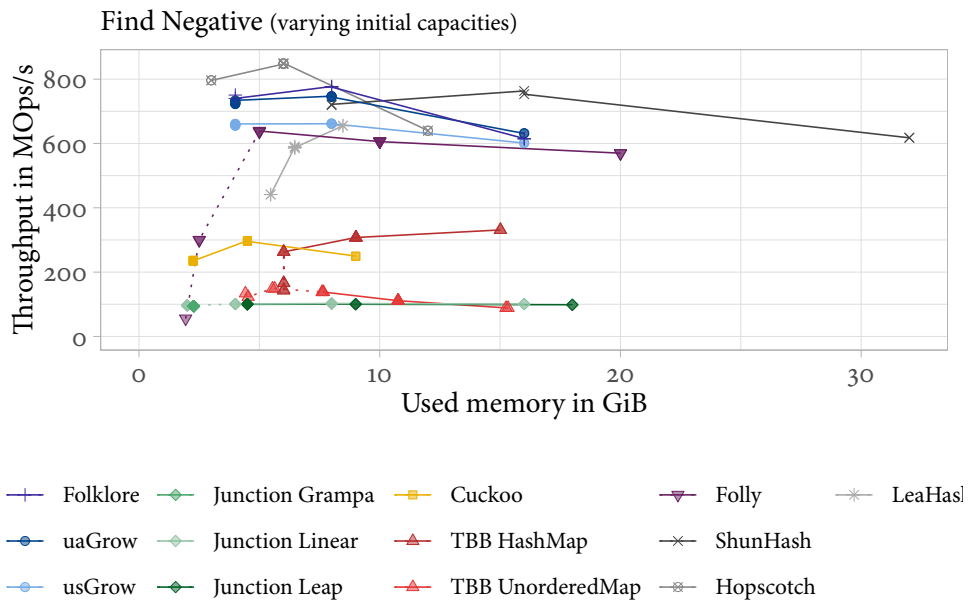 Find Negative (varying initial capacities)
Throughput in MOps/s
800
600
400
200
0
0 10 20 30
Used memory in GiB
Folklore Junction Grampa Cuckoo Folly LeaHash
uaGrow Junction Linear TBB HashMap ShunHash
usGrow Junction Leap TBB UnorderedMap Hopscotch